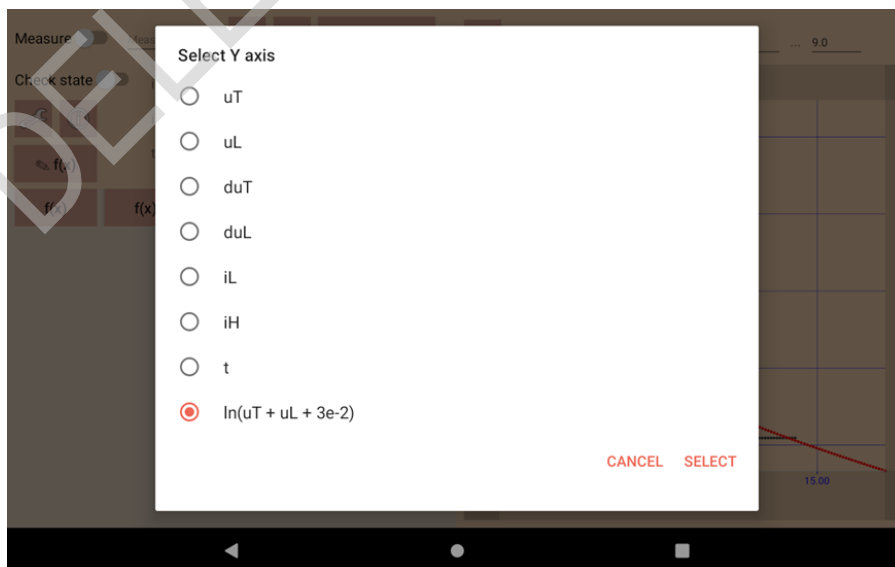 Measure
... 9.0
Select Y axis
Check state
uT
uL
f(x)
duT
f(x) f(x)
duL
iL
iH
t
ln(uT + uL + 3e-2)
CANCEL SELECT
15.00